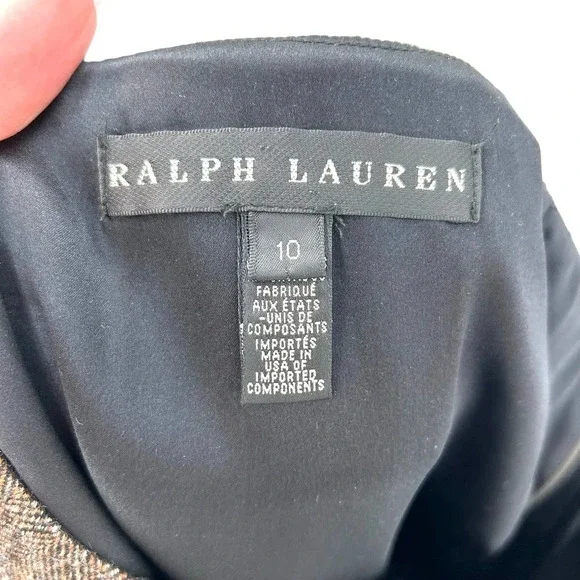 RALPH LAUREN
10
FABRIQUÉ
AUX ÉTATS
-UNIS DE
COMPOSANTS
IMPORTÉS
MADE IN
USA OF
IMPORTED
COMPONENTS